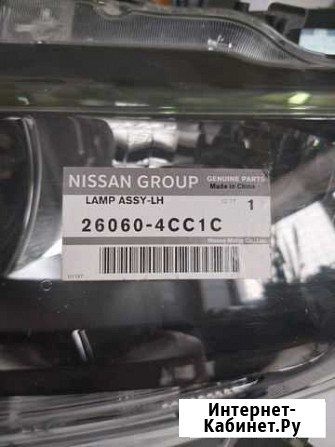 NISSAN GROUP
GENUINE PARTS
Made in China
LAMP ASSY-LH
1
26060-4CC1C
Интернет-
Кабинет.Ру